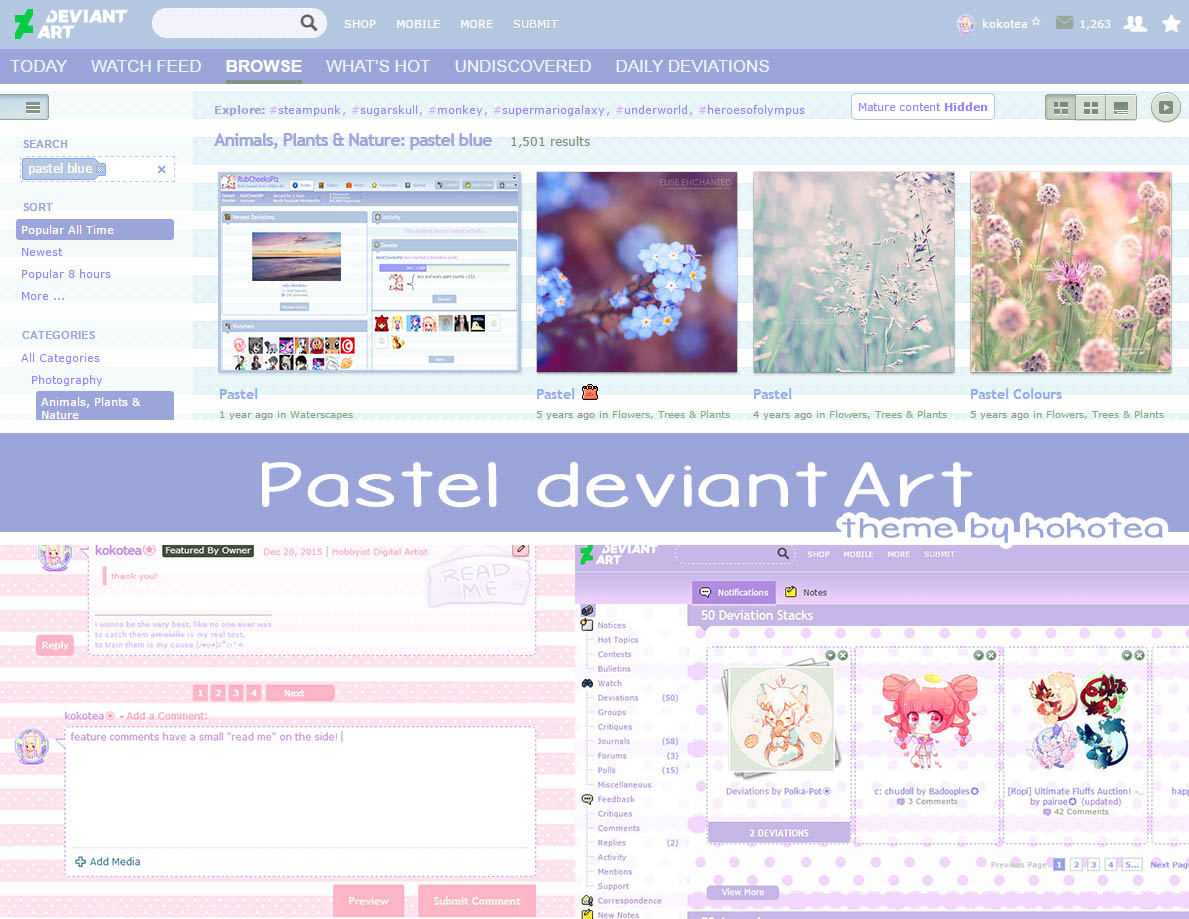 DEVIANT ART
SHOP MOBILE MORE SUBMIT
kokotea 1,263
TODAY WATCH FEED BROWSE WHAT'S HOT UNDISCOVERED DAILY DEVIATIONS
Explore: #steampunk, #sugarskull, #monkey, #supermariogalaxy, #underworld, #heroesofolympus
Mature content Hidden
Animals, Plants & Nature: pastel blue 1,501 results
SEARCH
pastel blue
SORT
Popular All Time
Newest
Popular 8 hours
More ...
CATEGORIES
All Categories
Photography
Animals, Plants &
Nature
RubCheeksPlz
Newest Deviations
Activity
This deviant has no recent activity.
Donate
Watchers
ELISE ENCHANTED
Pastel
1 year ago in Waterscapes
Pastel
5 years ago in Flowers, Trees & Plants
Pastel
4 years ago in Flowers, Trees & Plants
Pastel Colours
5 years ago in Flowers, Trees & Plants
Pastel deviant Art
theme by kokotea
kokotea Featured By Owner Dec 20, 2015 | Hobbyist Digital Artist
thank you!
READ
ME
i wanna be the very best, like no one ever was
to catch them art skills is my real test,
to train them is my cause
Reply
1 2 3 4 Next
kokotea - Add a Comment:
feature comments have a small "read me" on the side!
Add Media
Preview Submit Comment
DEVIANT ART
SHOP MOBILE MORE SUBMIT
Notifications Notes
50 Deviation Stacks
Notices
Hot Topics
Contests
Bulletins
Watch
Deviations (50)
Groups
Critiques
Journals (58)
Forums (3)
Polls (15)
Miscellaneous
Feedback
Critiques
Comments
Replies (2)
Activity
Mentions
Support
Correspondence
New Notes
Deviations by Polka-Pot
2 DEVIATIONS
c: chudoll by Badooples
3 Comments
[Ropi] Ultimate Fluffs Auction! -...
by pairoe (updated)
42 Comments
happ
Previous Page 1 2 3 4 5... Next Pag
View More